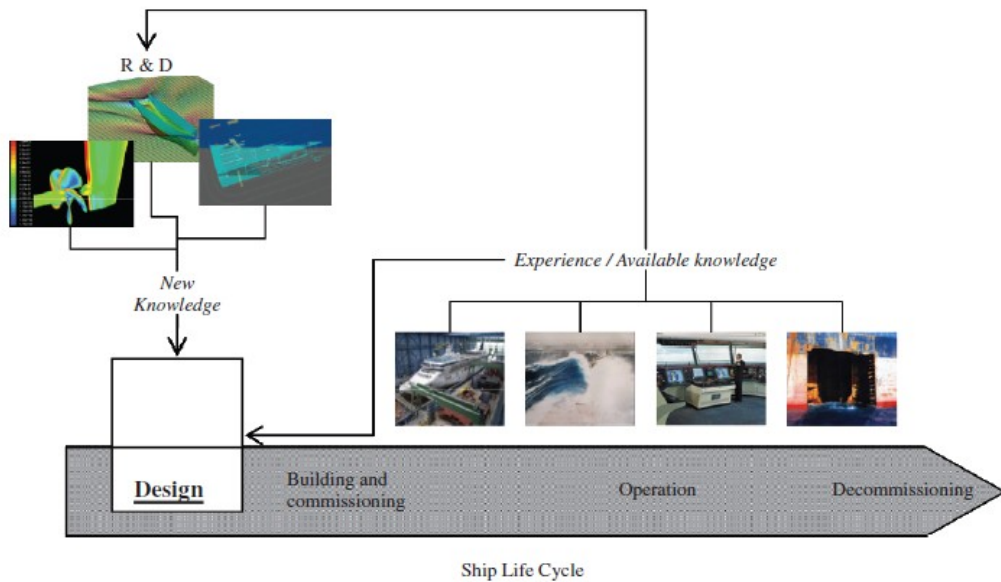 R & D
Experience / Available knowledge
New
Knowledge
Design
Building and
commissioning
Operation
Decommissioning
Ship Life Cycle